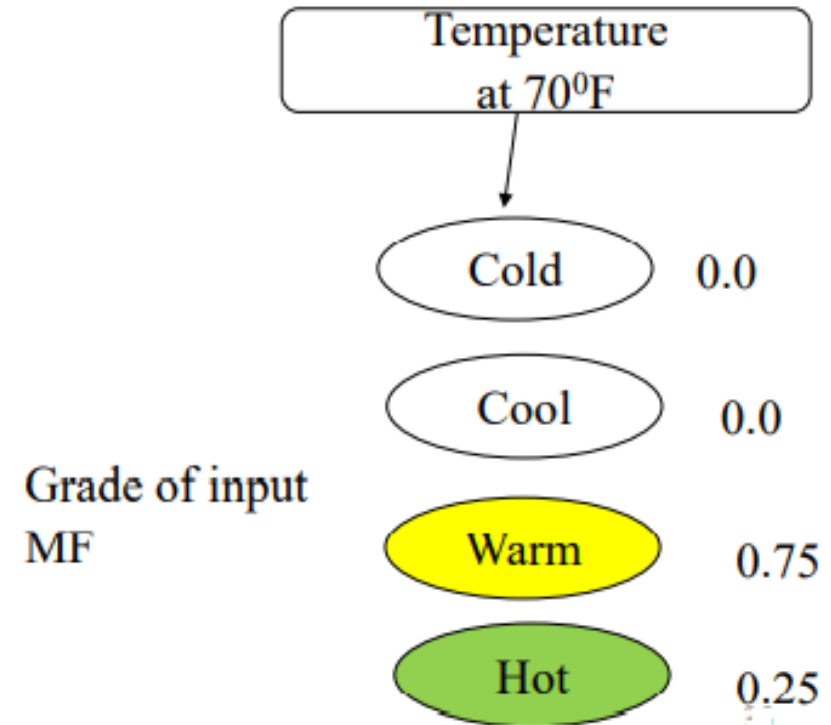 Temperature
at 70⁰F
Cold 0.0
Cool 0.0
Grade of input
MF
Warm 0.75
Hot 0.25